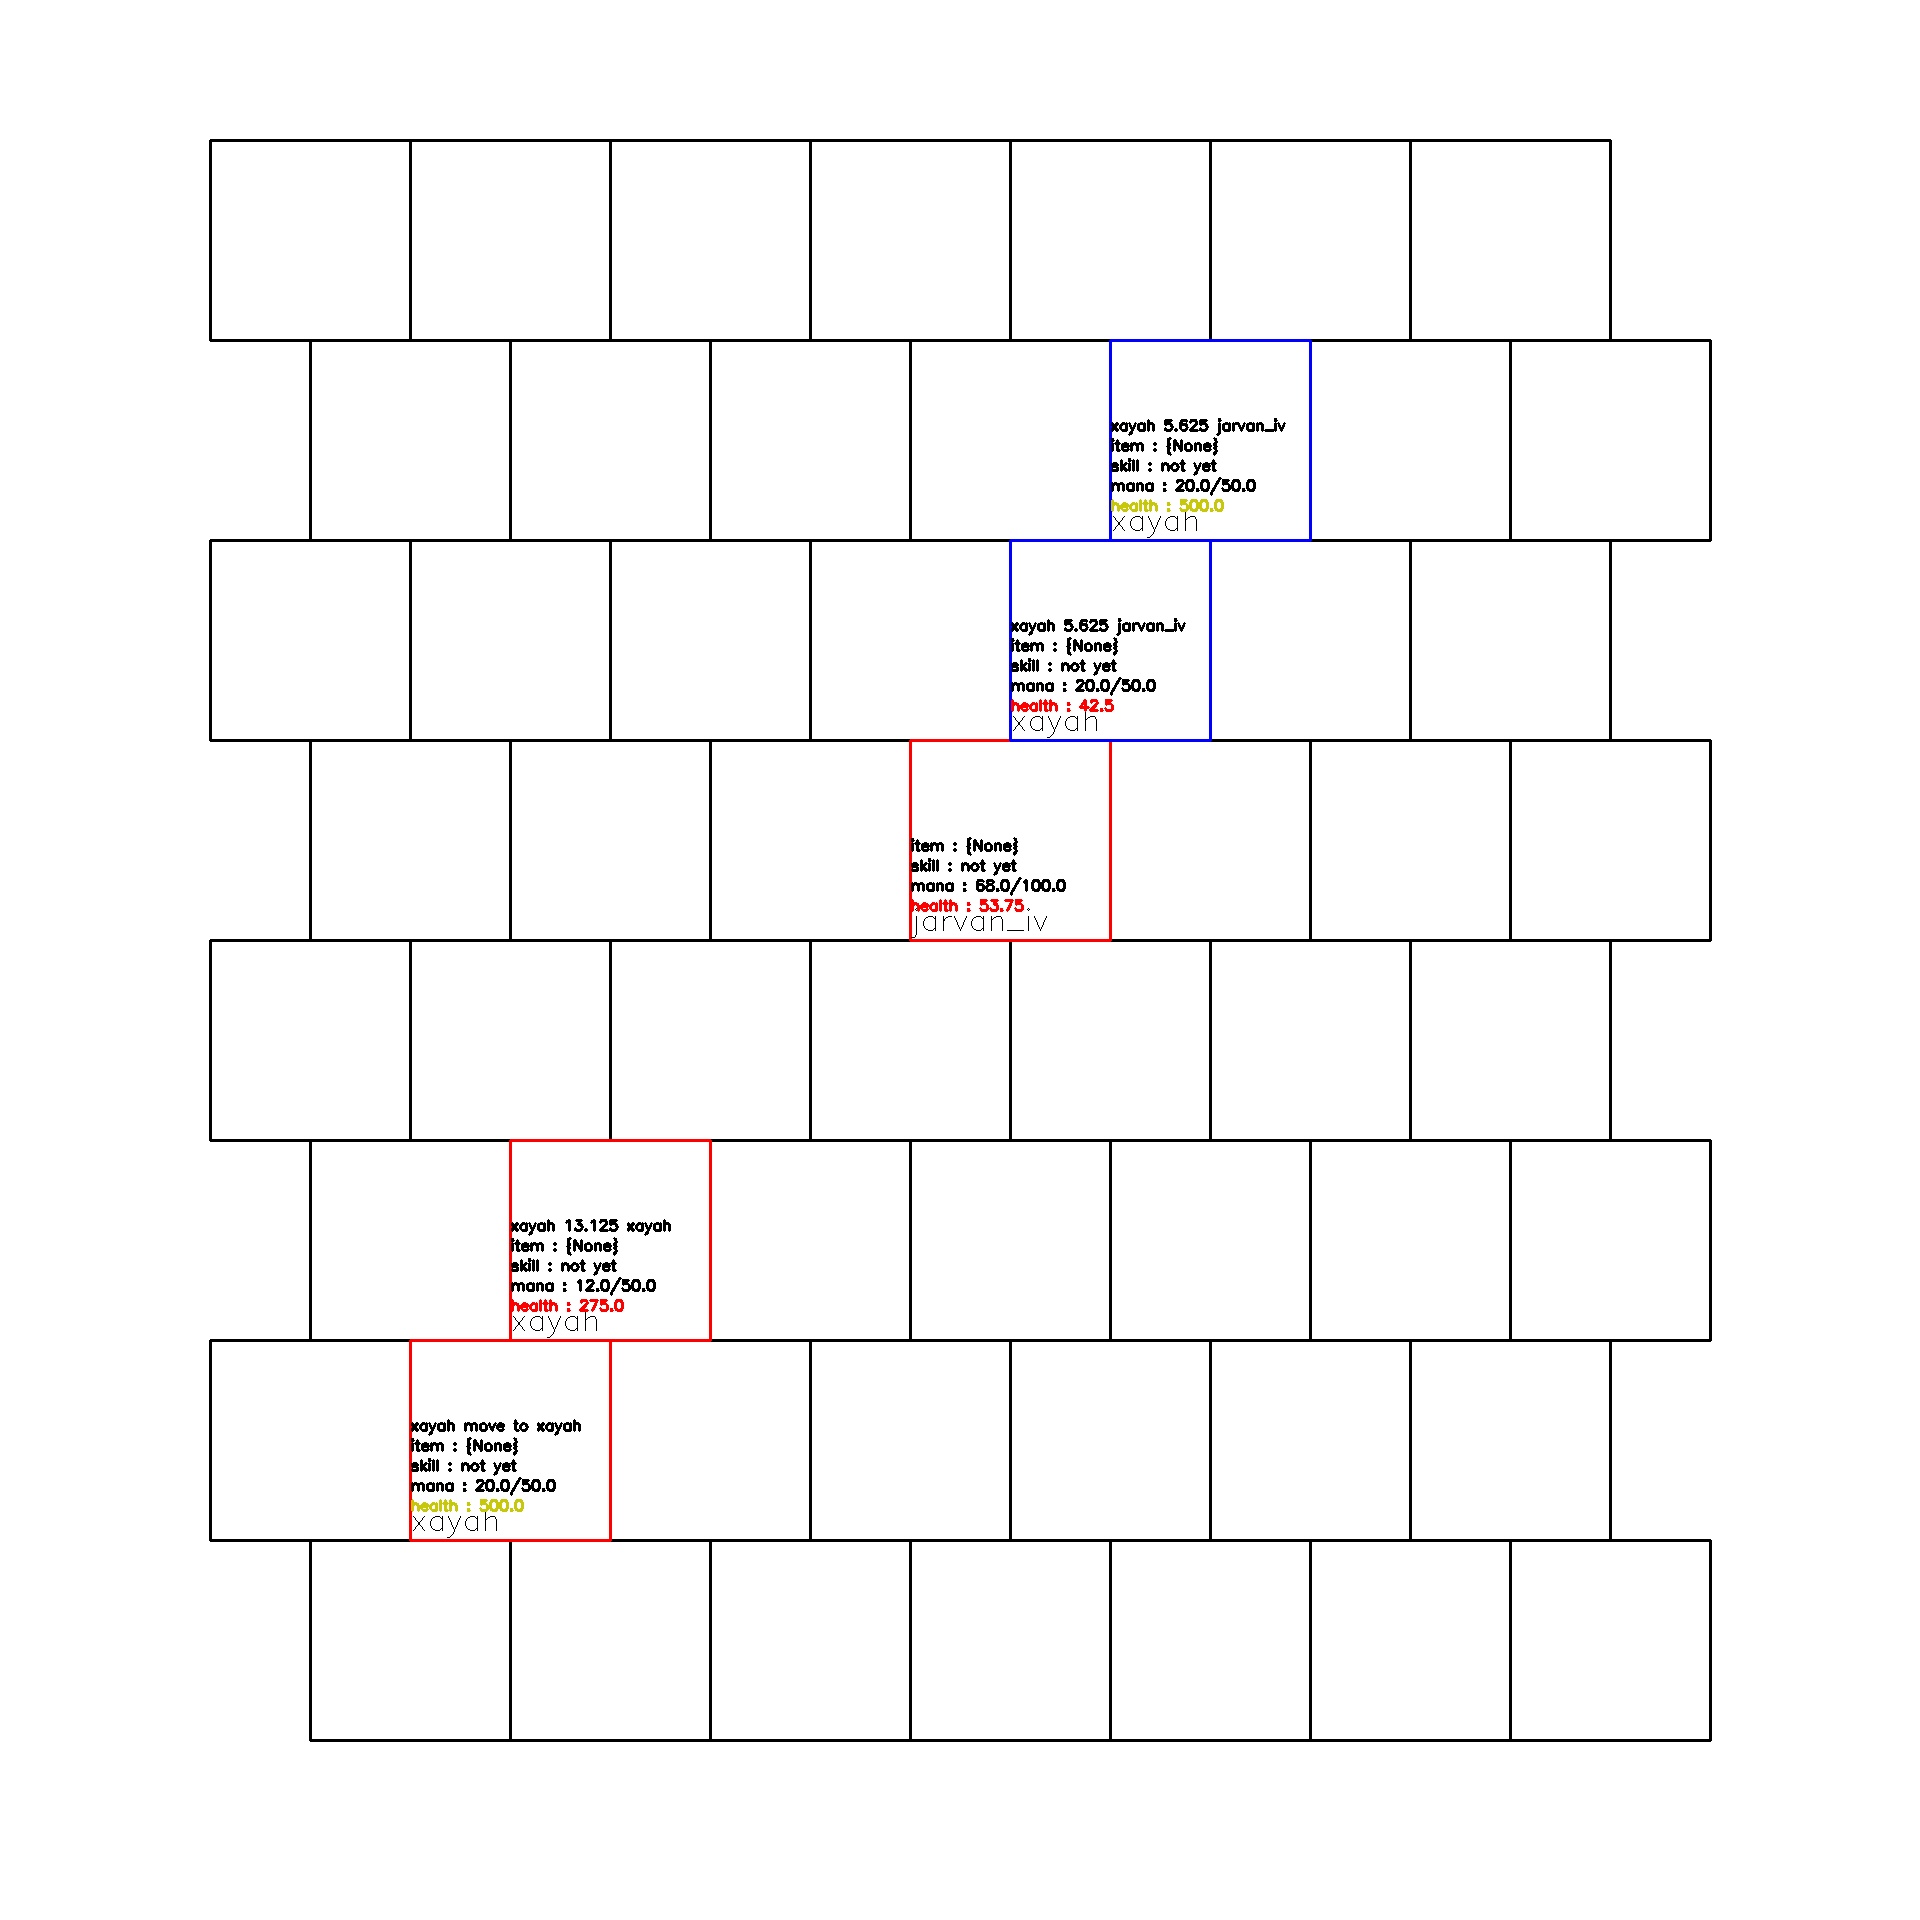 xayah 5.625 jarvan_iv
item : {None}
skill : not yet
mana : 20.0/50.0
health : 500.0
xayah
xayah 5.625 jarvan_iv
item : {None}
skill : not yet
mana : 20.0/50.0
health : 42.5
xayah
item : {None}
skill : not yet
mana : 68.0/100.0
health : 53.75
jarvan_iv
xayah 13.125 xayah
item : {None}
skill : not yet
mana : 12.0/50.0
health : 275.0
xayah
xayah move to xayah
item : {None}
skill : not yet
mana : 20.0/50.0
health : 500.0
xayah